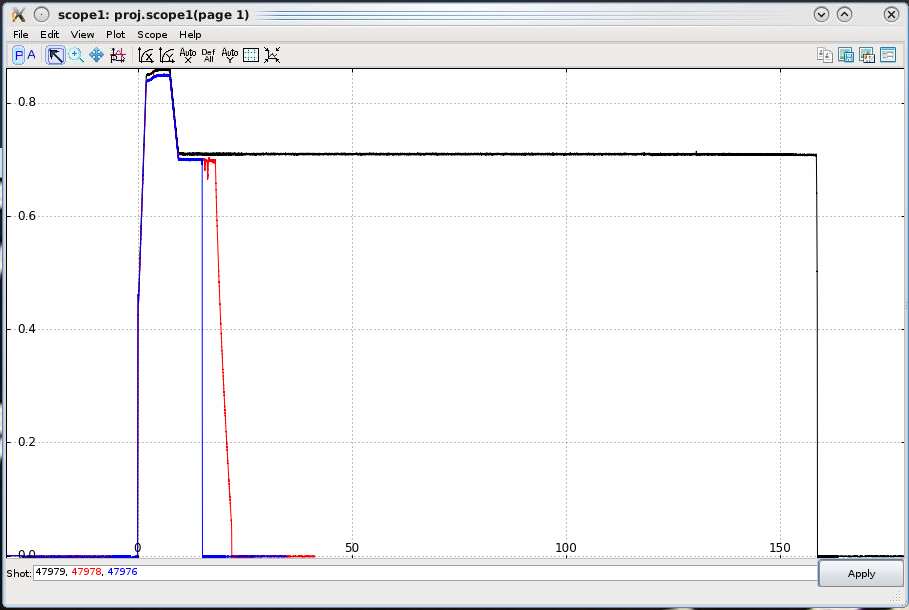 scope1: proj.scope1(page 1)
File Edit View Plot Scope Help
P A Auto X Def All Auto Y
0.8
0.6
0.4
0.2
0.0
0 50 100 150
Shot: 47979, 47978, 47976 Apply